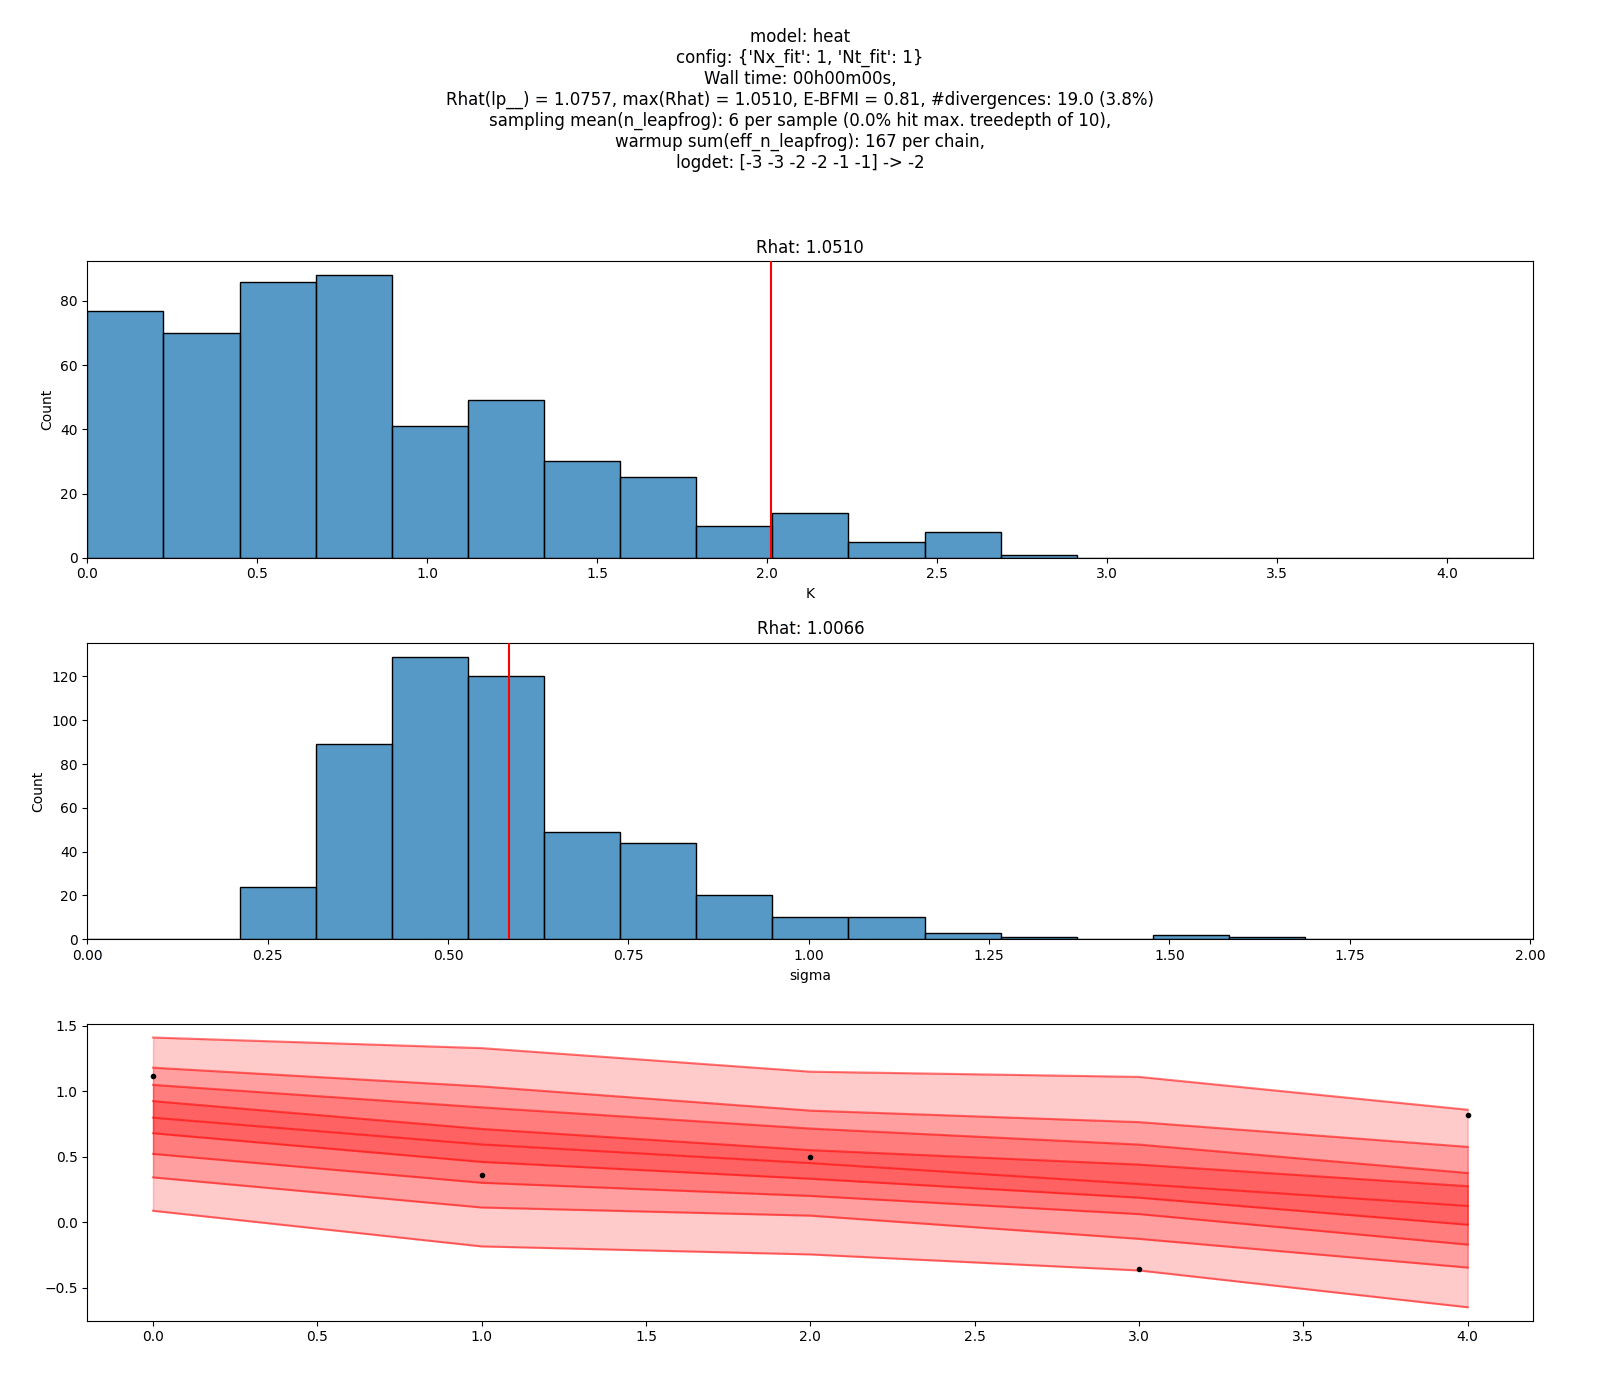 model: heat
config: {'Nx_fit': 1, 'Nt_fit': 1}
Wall time: 00h00m00s,
Rhat(lp__) = 1.0757, max(Rhat) = 1.0510, E-BFMI = 0.81, #divergences: 19.0 (3.8%)
sampling mean(n_leapfrog): 6 per sample (0.0% hit max. treedepth of 10),
warmup sum(eff_n_leapfrog): 167 per chain,
logdet: [-3 -3 -2 -2 -1 -1] -> -2
Rhat: 1.0510
80
60
40
20
0
Count
0.0 0.5 1.0 1.5 2.0 2.5 3.0 3.5 4.0
K
Rhat: 1.0066
120
100
80
60
40
20
0
Count
0.00 0.25 0.50 0.75 1.00 1.25 1.50 1.75 2.00
sigma
1.5
1.0
0.5
0.0
−0.5
0.0 0.5 1.0 1.5 2.0 2.5 3.0 3.5 4.0